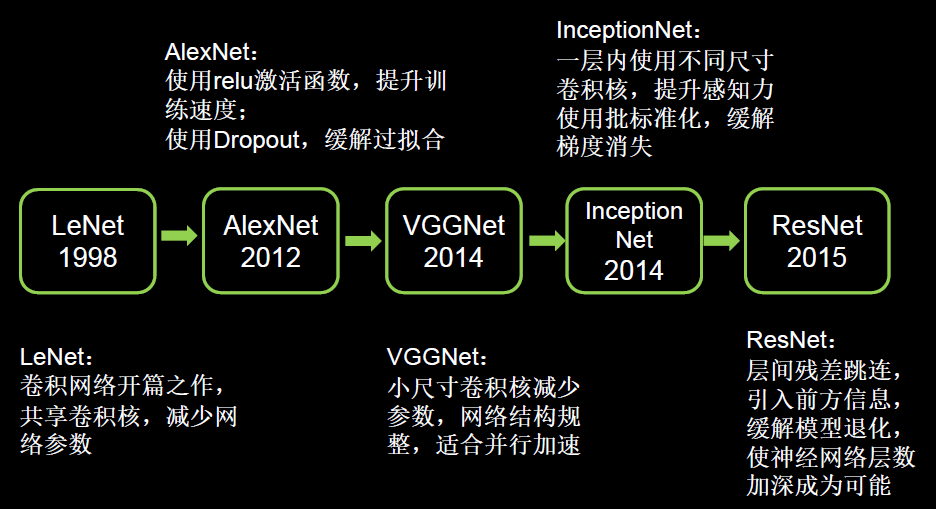 AlexNet：
使用relu激活函数，提升训
练速度；
使用Dropout，缓解过拟合
InceptionNet：
一层内使用不同尺寸
卷积核，提升感知力
使用批标准化，缓解
梯度消失
LeNet
1998
AlexNet
2012
VGGNet
2014
Inception
Net
2014
ResNet
2015
LeNet：
卷积网络开篇之作，
共享卷积核，减少网
络参数
VGGNet：
小尺寸卷积核减少
参数，网络结构规
整，适合并行加速
ResNet：
层间残差跳连，
引入前方信息，
缓解模型退化，
使神经网络层数
加深成为可能